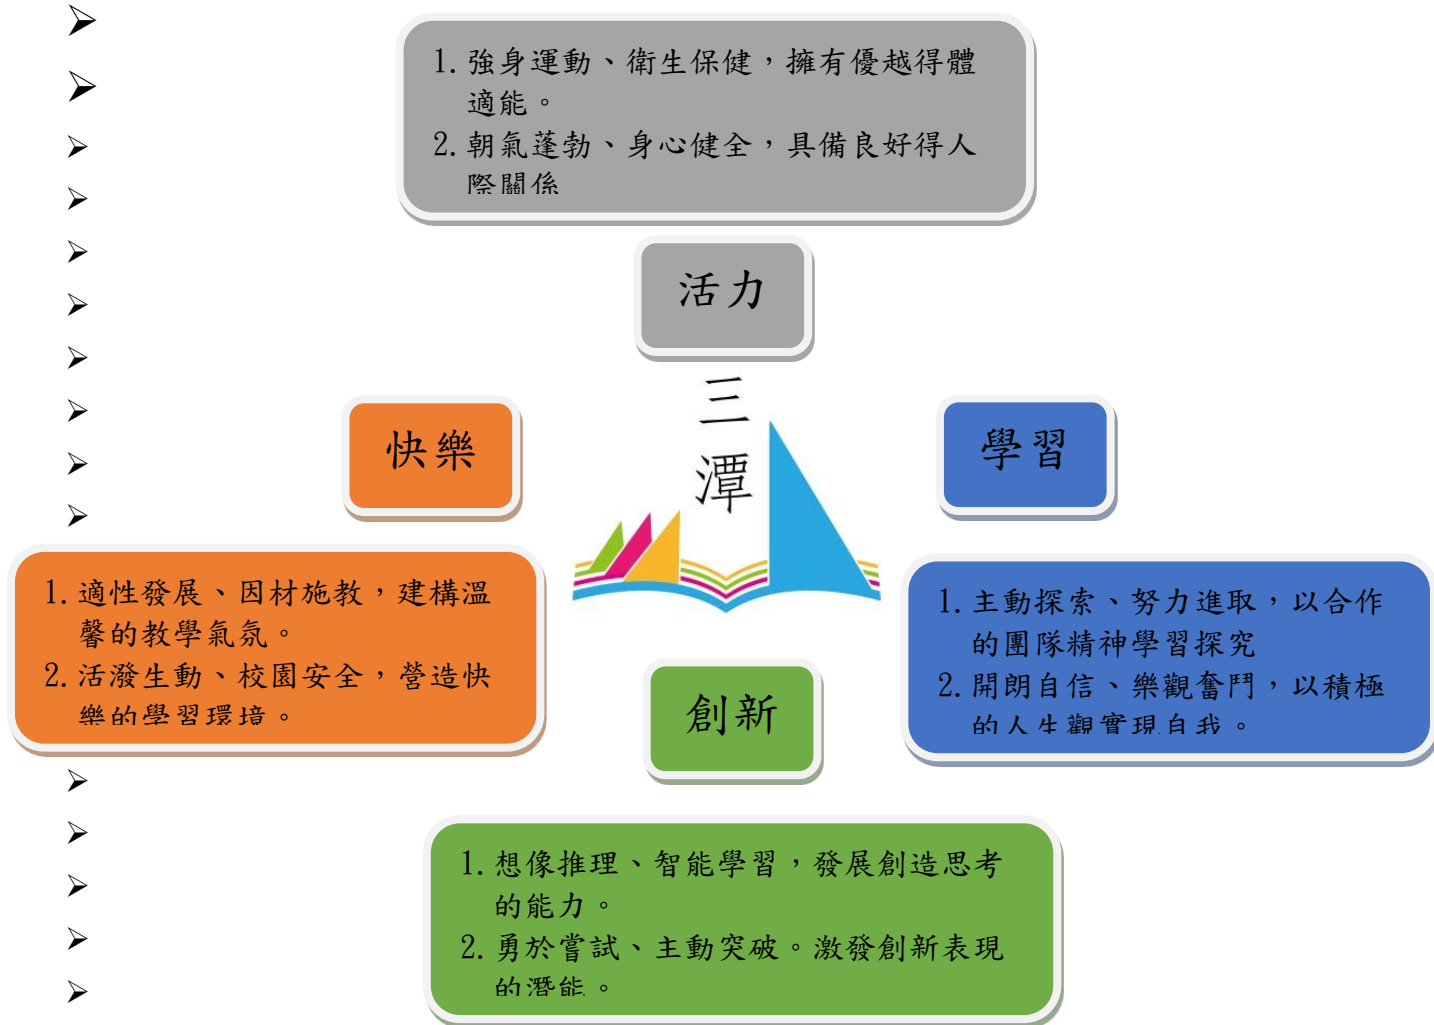 1. 強身運動、衛生保健，擁有優越得體
適能。
2. 朝氣蓬勃、身心健全，具備良好得人
際關係
活力
三
潭
快樂
學習
1. 適性發展、因材施教，建構溫
馨的教學氣氛。
2. 活潑生動、校園安全，營造快
樂的學習環境。
1. 主動探索、努力進取，以合作
的團隊精神學習探究
2. 開朗自信、樂觀奮鬥，以積極
的人生觀實現自我。
創新
1. 想像推理、智能學習，發展創造思考
的能力。
2. 勇於嘗試、主動突破。激發創新表現
的潛能。